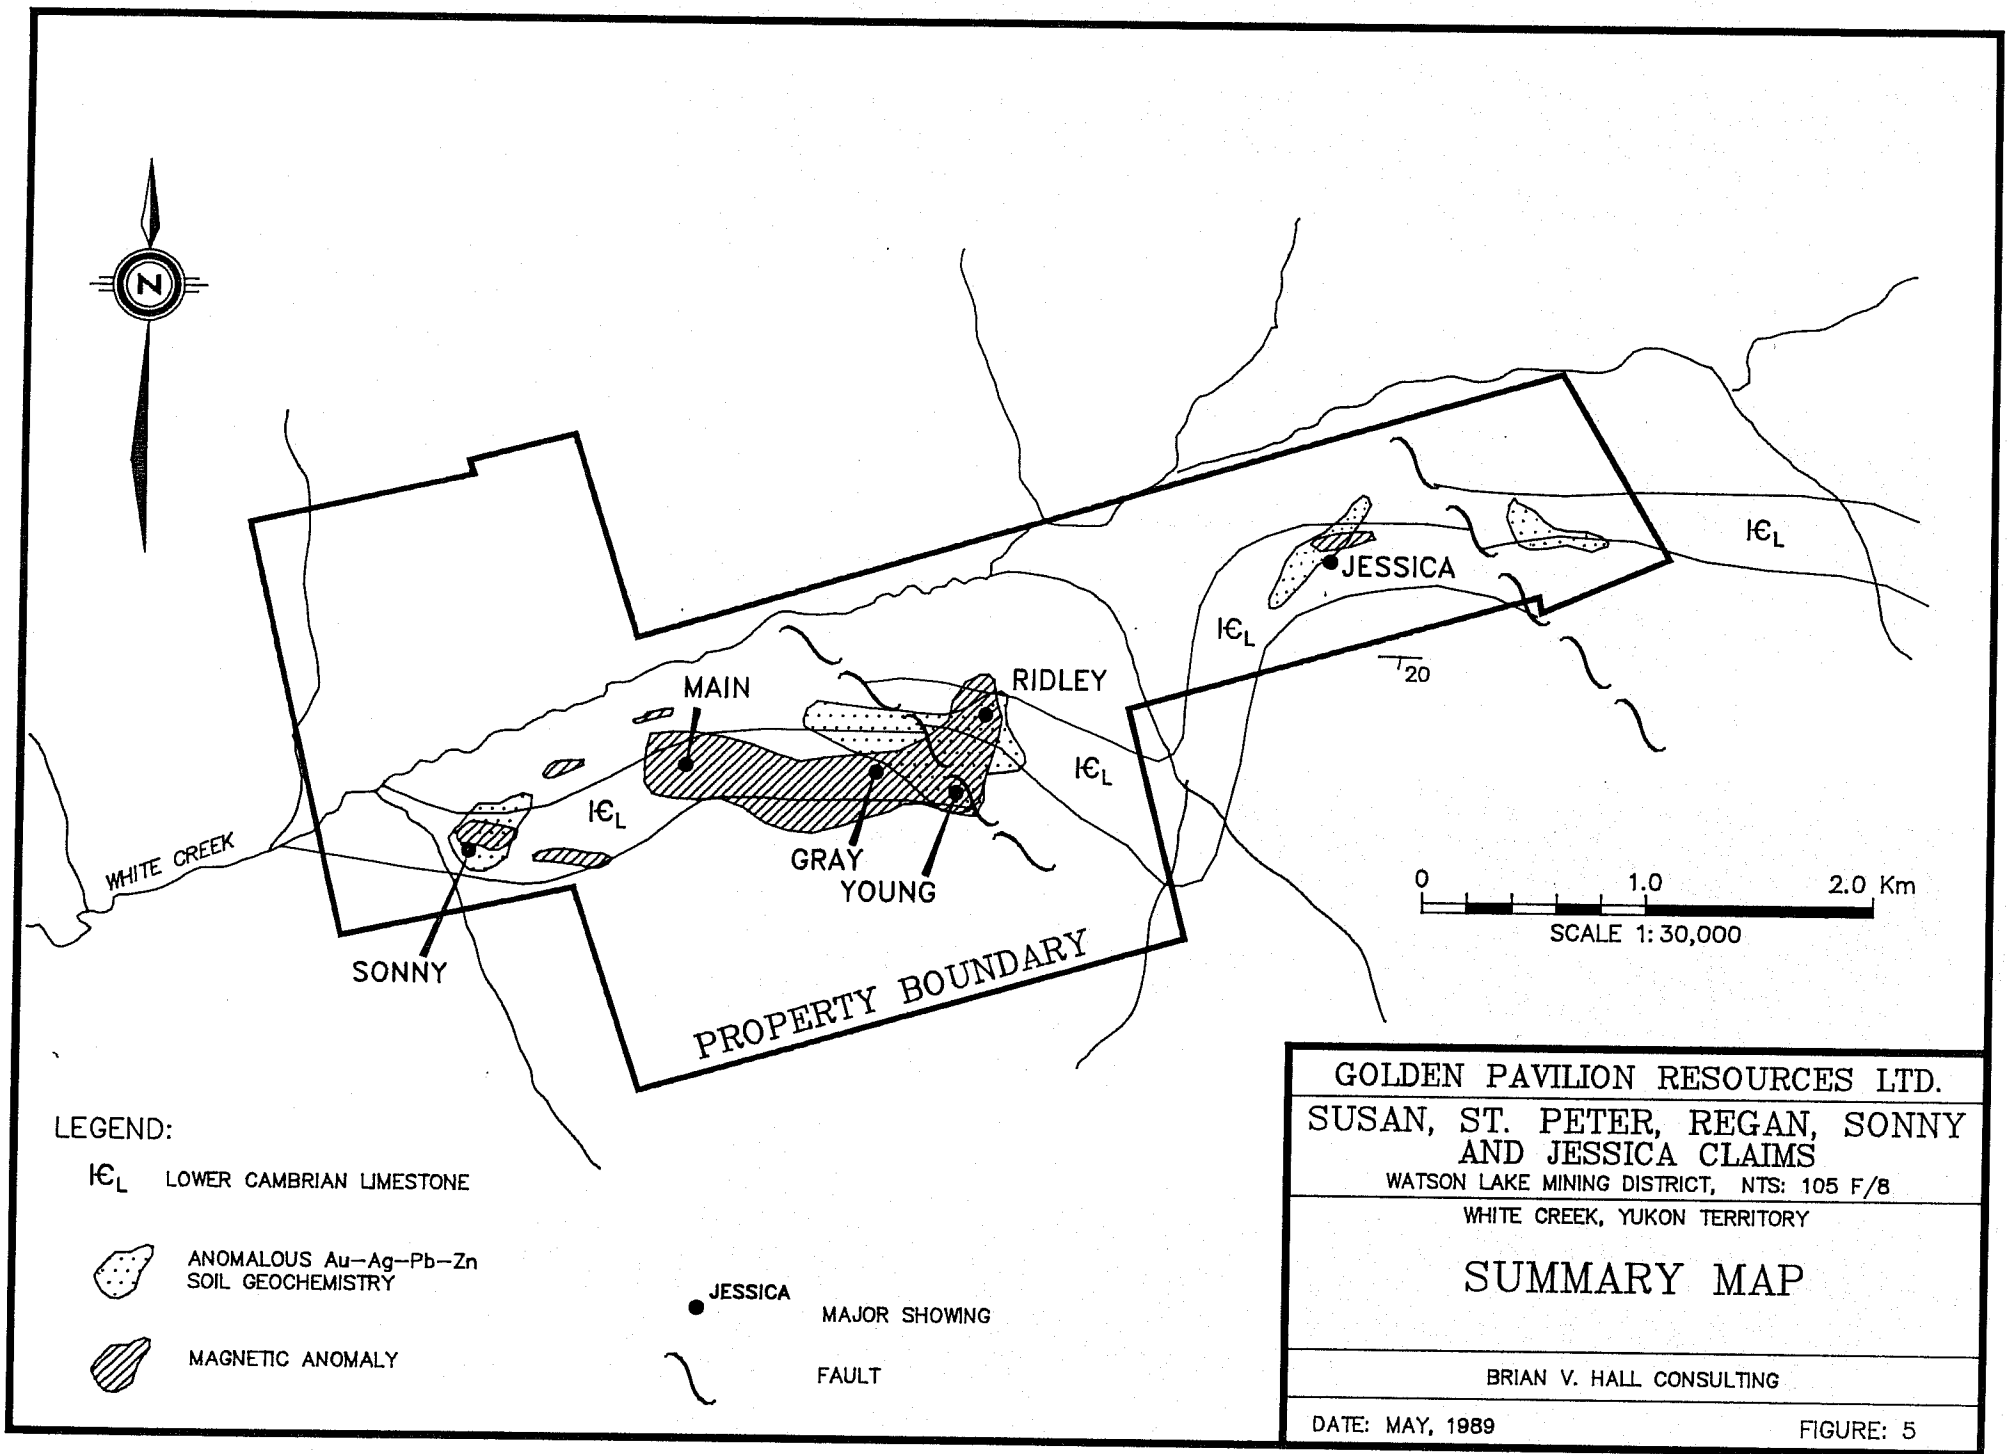 N
JESSICA
RIDLEY
MAIN
GRAY
YOUNG
SONNY
WHITE CREEK
PROPERTY BOUNDARY
IЄL
IЄL
IЄL
IЄL
20
0 1.0 2.0 Km
SCALE 1:30,000
LEGEND:
IЄL LOWER CAMBRIAN LIMESTONE
ANOMALOUS Au-Ag-Pb-Zn
SOIL GEOCHEMISTRY
MAGNETIC ANOMALY
JESSICA
MAJOR SHOWING
FAULT
GOLDEN PAVILION RESOURCES LTD.
SUSAN, ST. PETER, REGAN, SONNY
AND JESSICA CLAIMS
WATSON LAKE MINING DISTRICT, NTS: 105 F/8
WHITE CREEK, YUKON TERRITORY
SUMMARY MAP
BRIAN V. HALL CONSULTING
DATE: MAY, 1989 FIGURE: 5